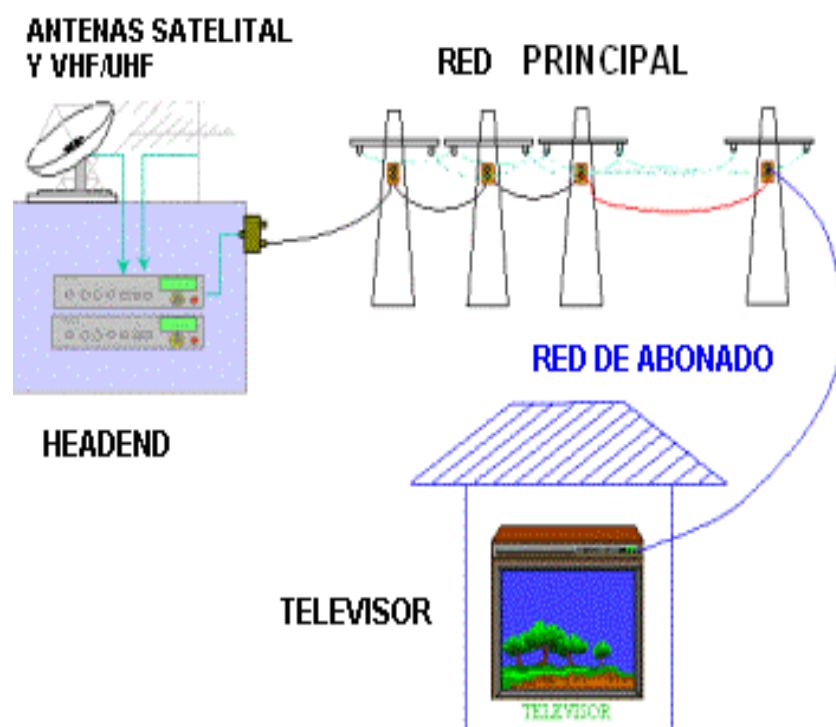 ANTENAS SATELITAL
Y VHF/UHF
RED PRINCIPAL
RED DE ABONADO
HEADEND
TELEVISOR
TELEVISOR